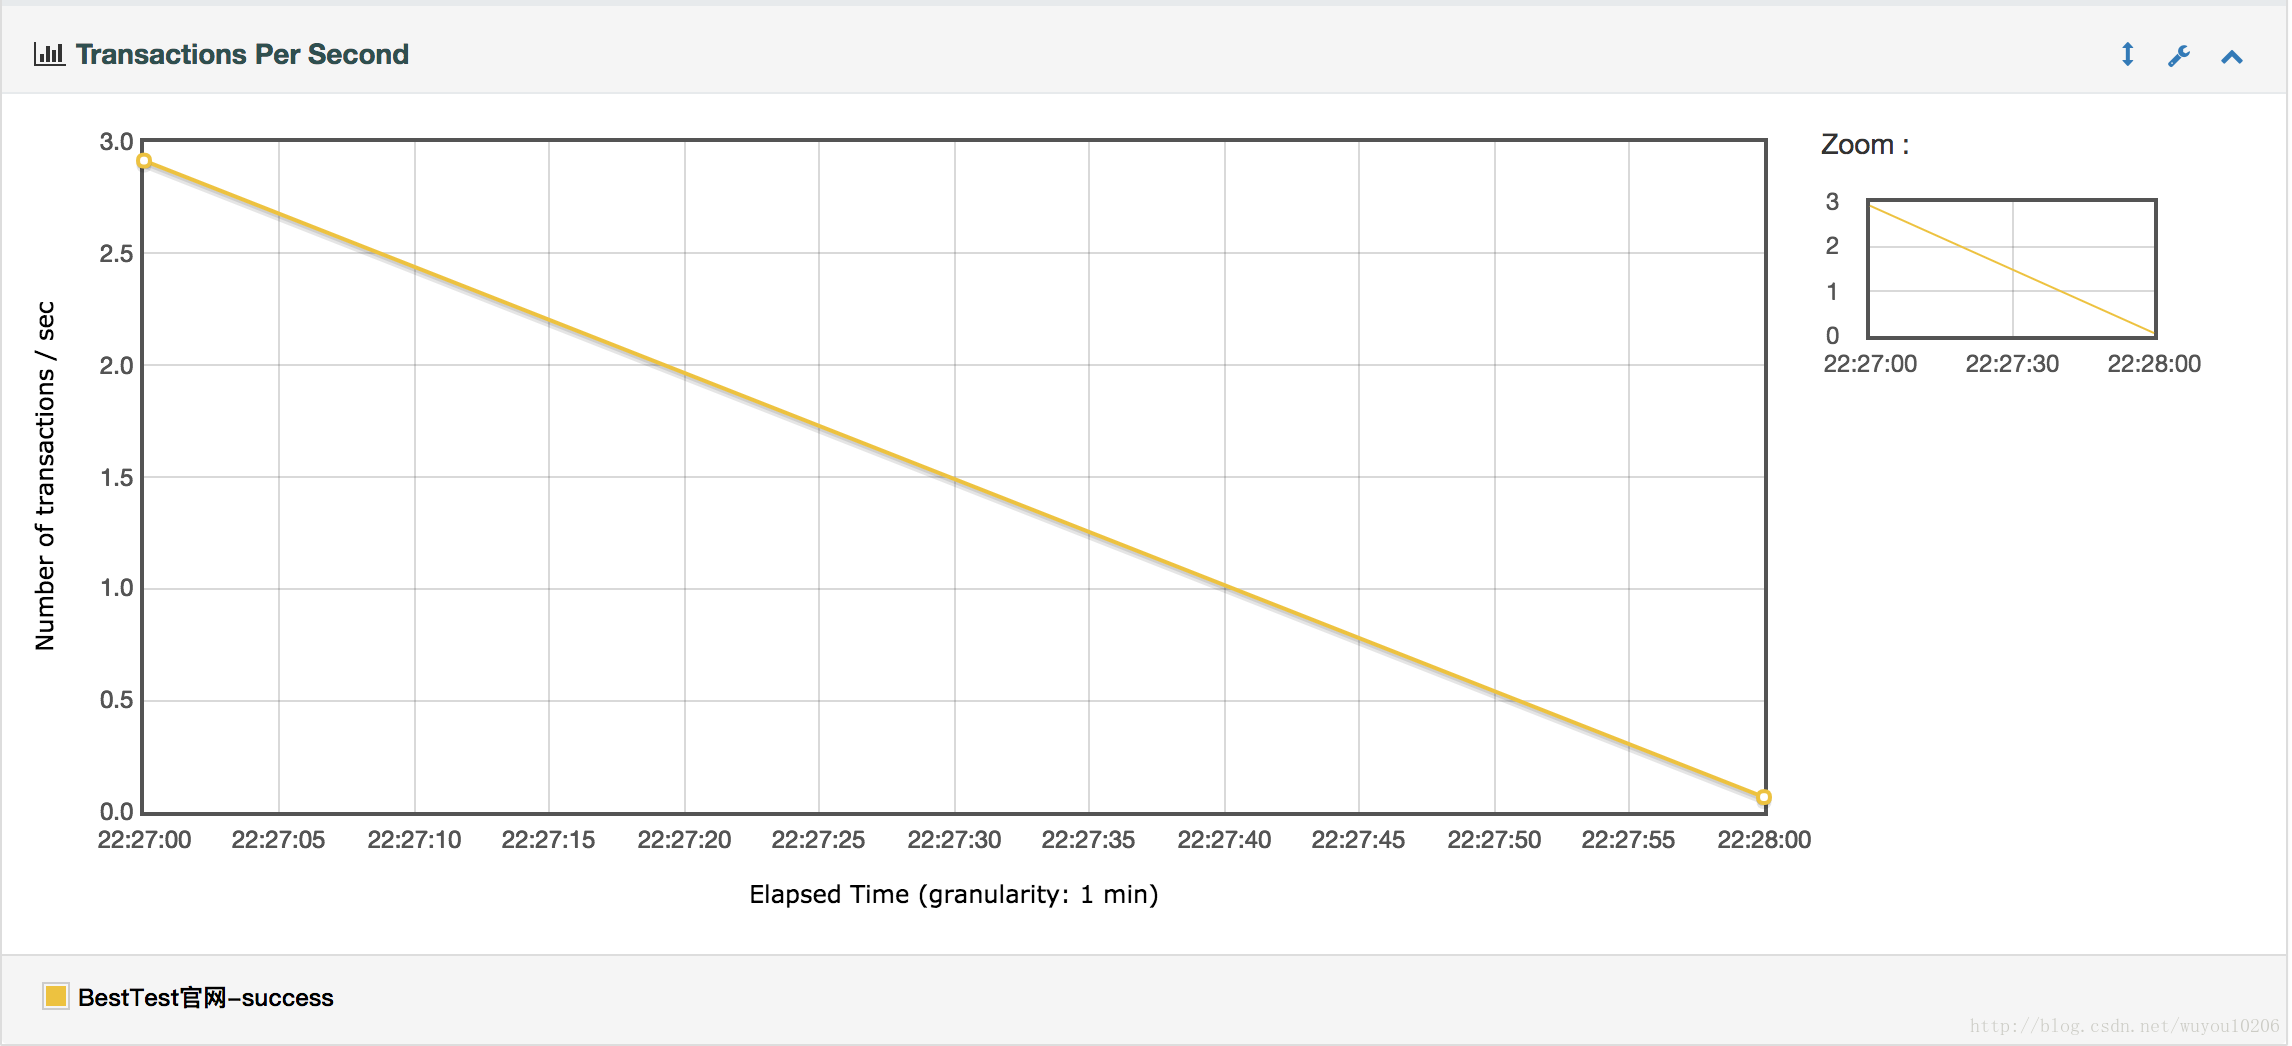 Transactions Per Second
Zoom :
3.0
2.5
2.0
1.5
1.0
0.5
0.0
Number of transactions / sec
22:27:00 22:27:05 22:27:10 22:27:15 22:27:20 22:27:25 22:27:30 22:27:35 22:27:40 22:27:45 22:27:50 22:27:55 22:28:00
Elapsed Time (granularity: 1 min)
3
2
1
0
22:27:00 22:27:30 22:28:00
BestTest官网-success
http://blog.csdn.net/wuyou10206